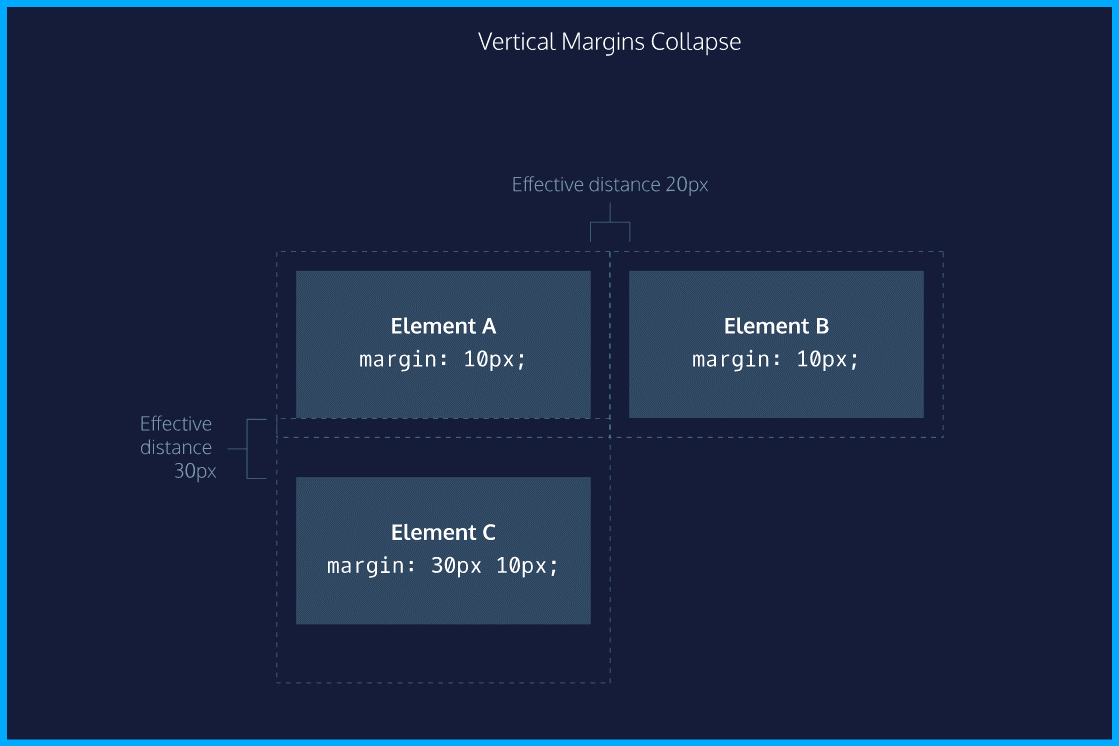 Vertical Margins Collapse
Effective distance 20px
Element A
margin: 10px;
Element B
margin: 10px;
Effective
distance
30px
Element C
margin: 30px 10px;